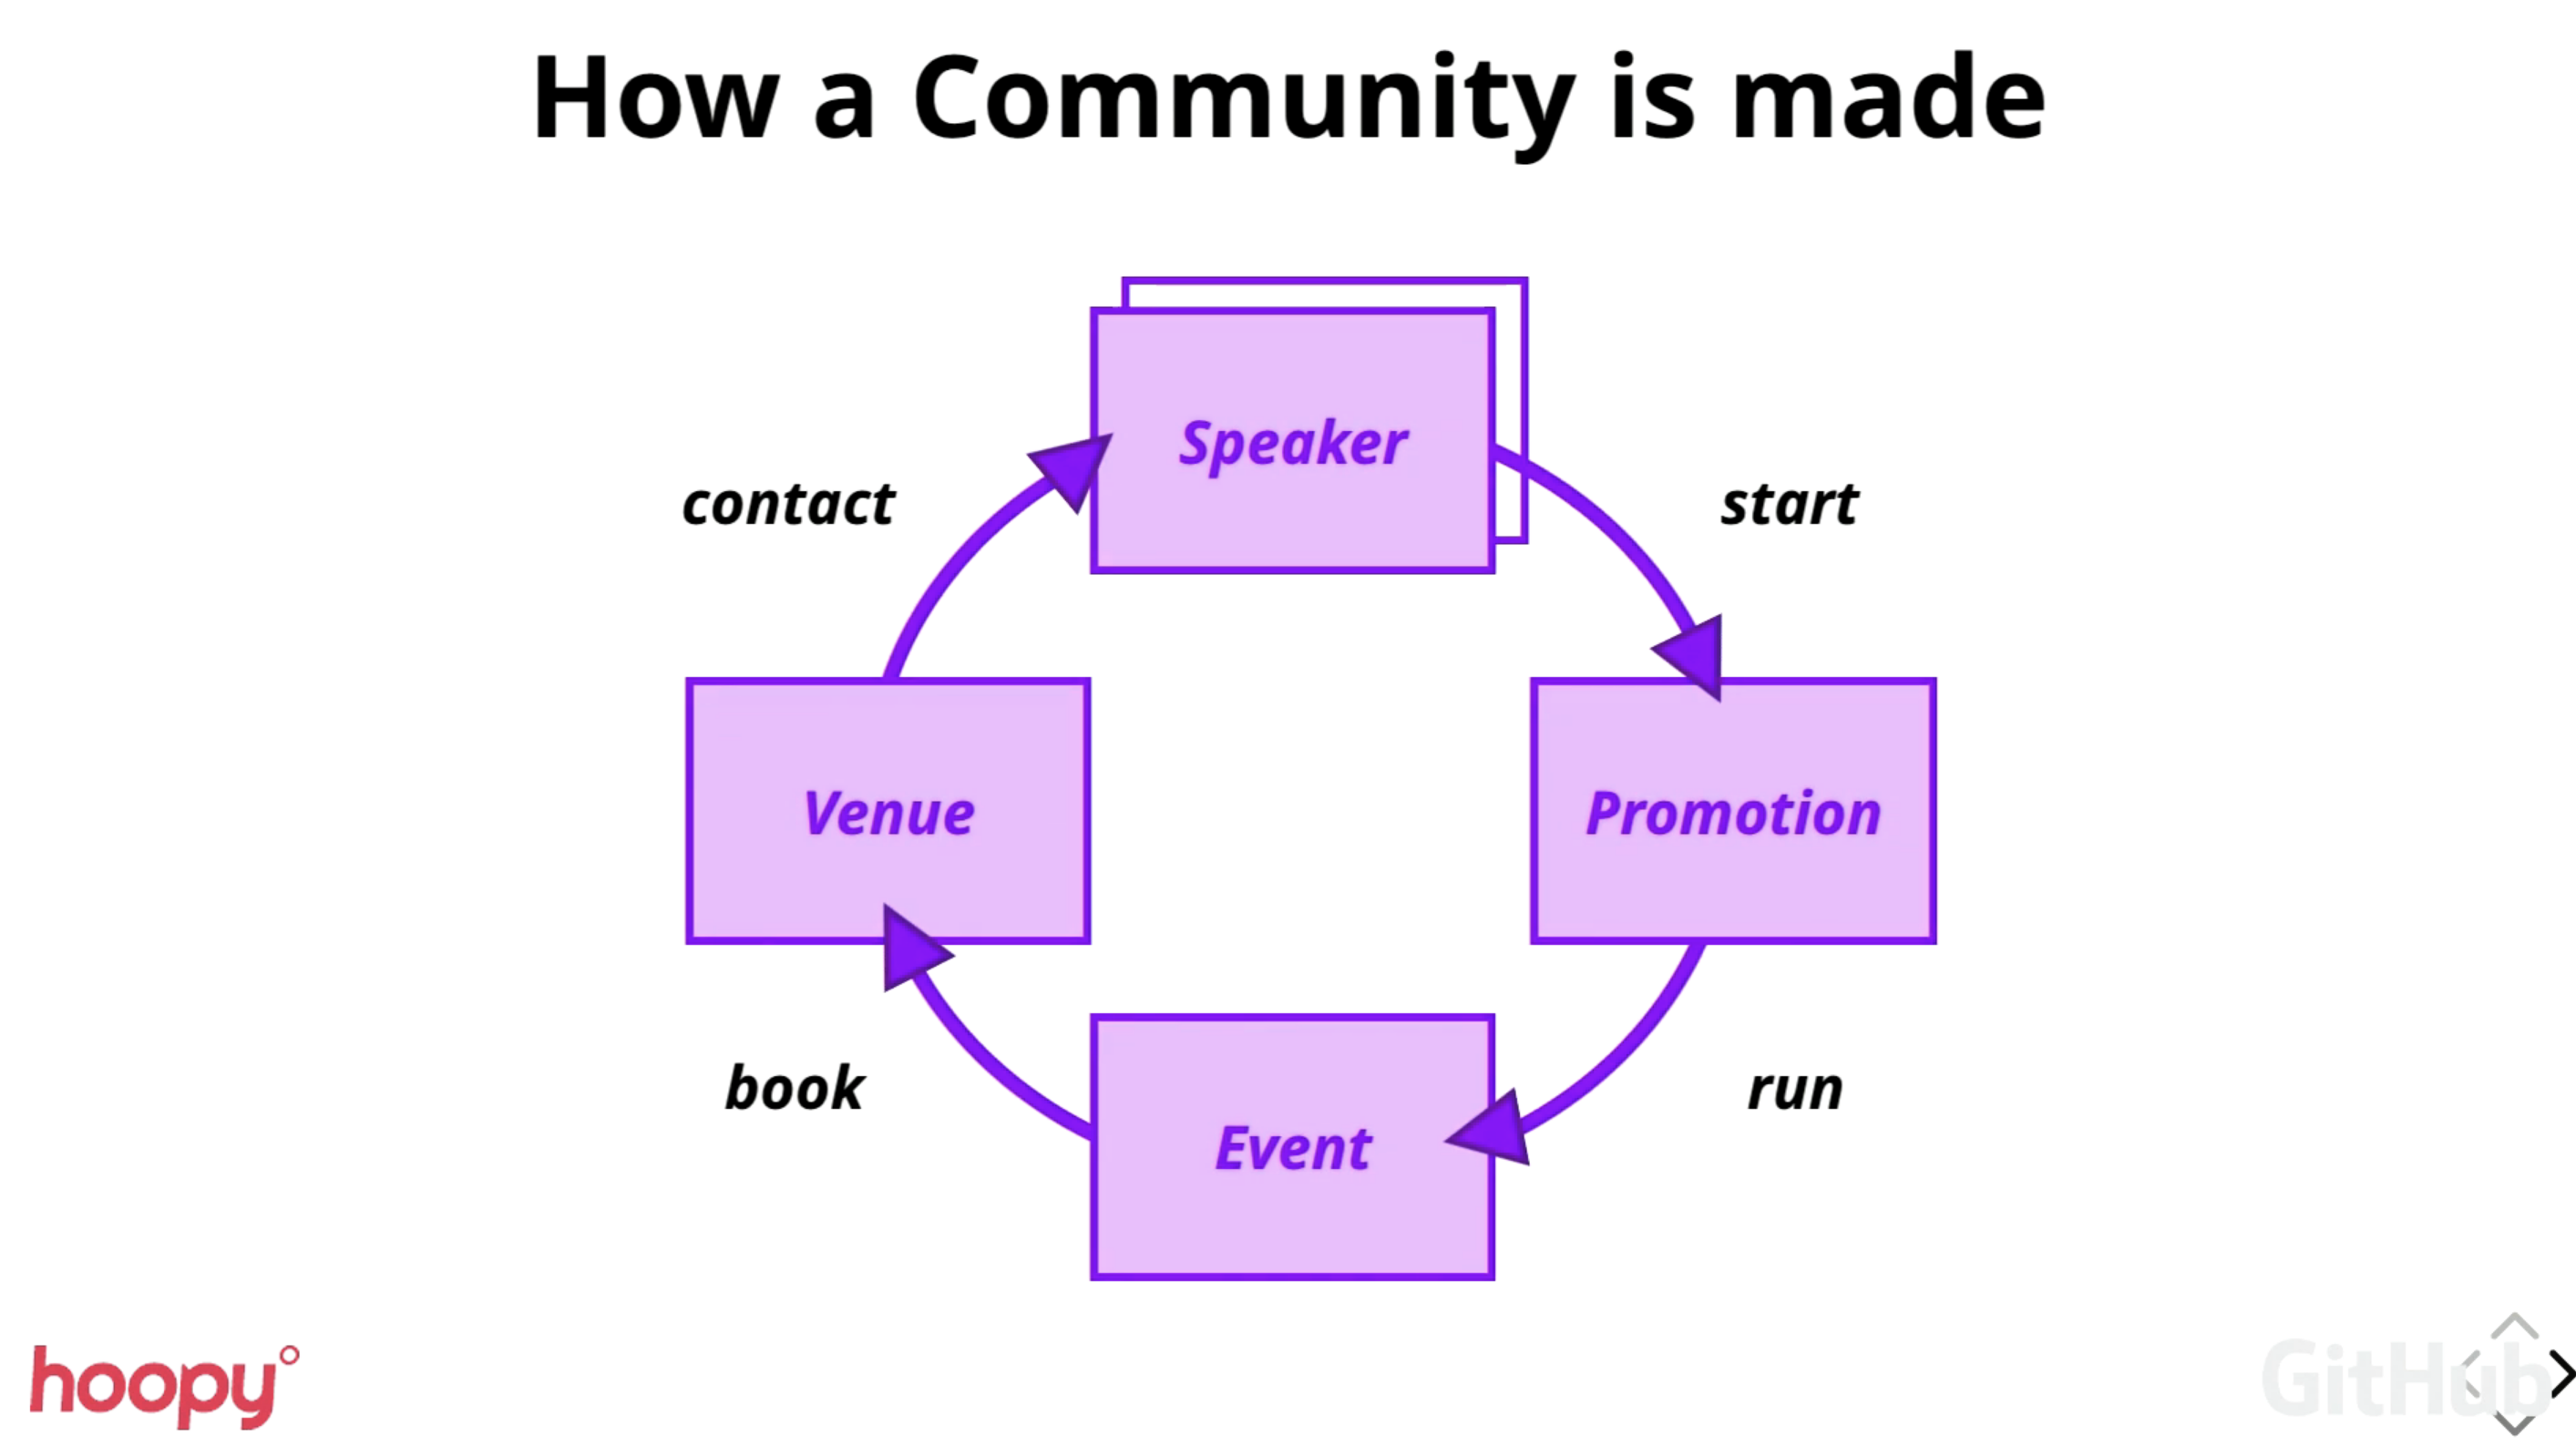 How a Community is made
Speaker
contact
start
Venue
Promotion
book
run
Event
hoopy
GitHub